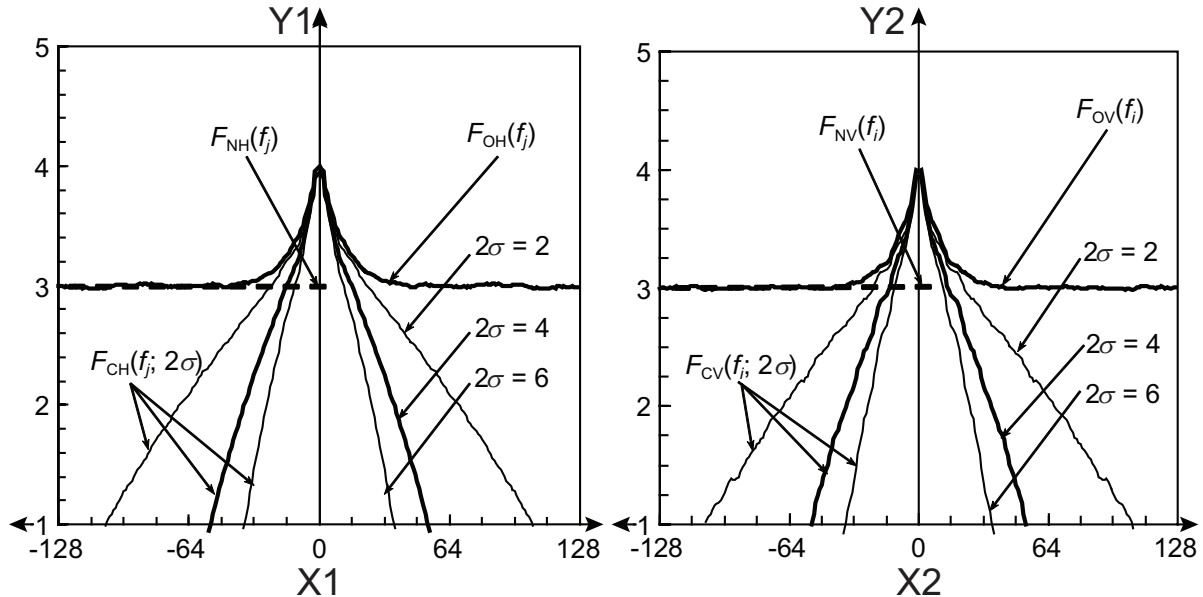 Y1
5
4
3
2
1
F_NH(f_j)
F_OH(f_j)
2σ = 2
2σ = 4
2σ = 6
F_CH(f_j; 2σ)
-128
-64
0
64
128
X1
Y2
5
4
3
2
1
F_NV(f_i)
F_OV(f_i)
2σ = 2
2σ = 4
2σ = 6
F_CV(f_i; 2σ)
-128
-64
0
64
128
X2